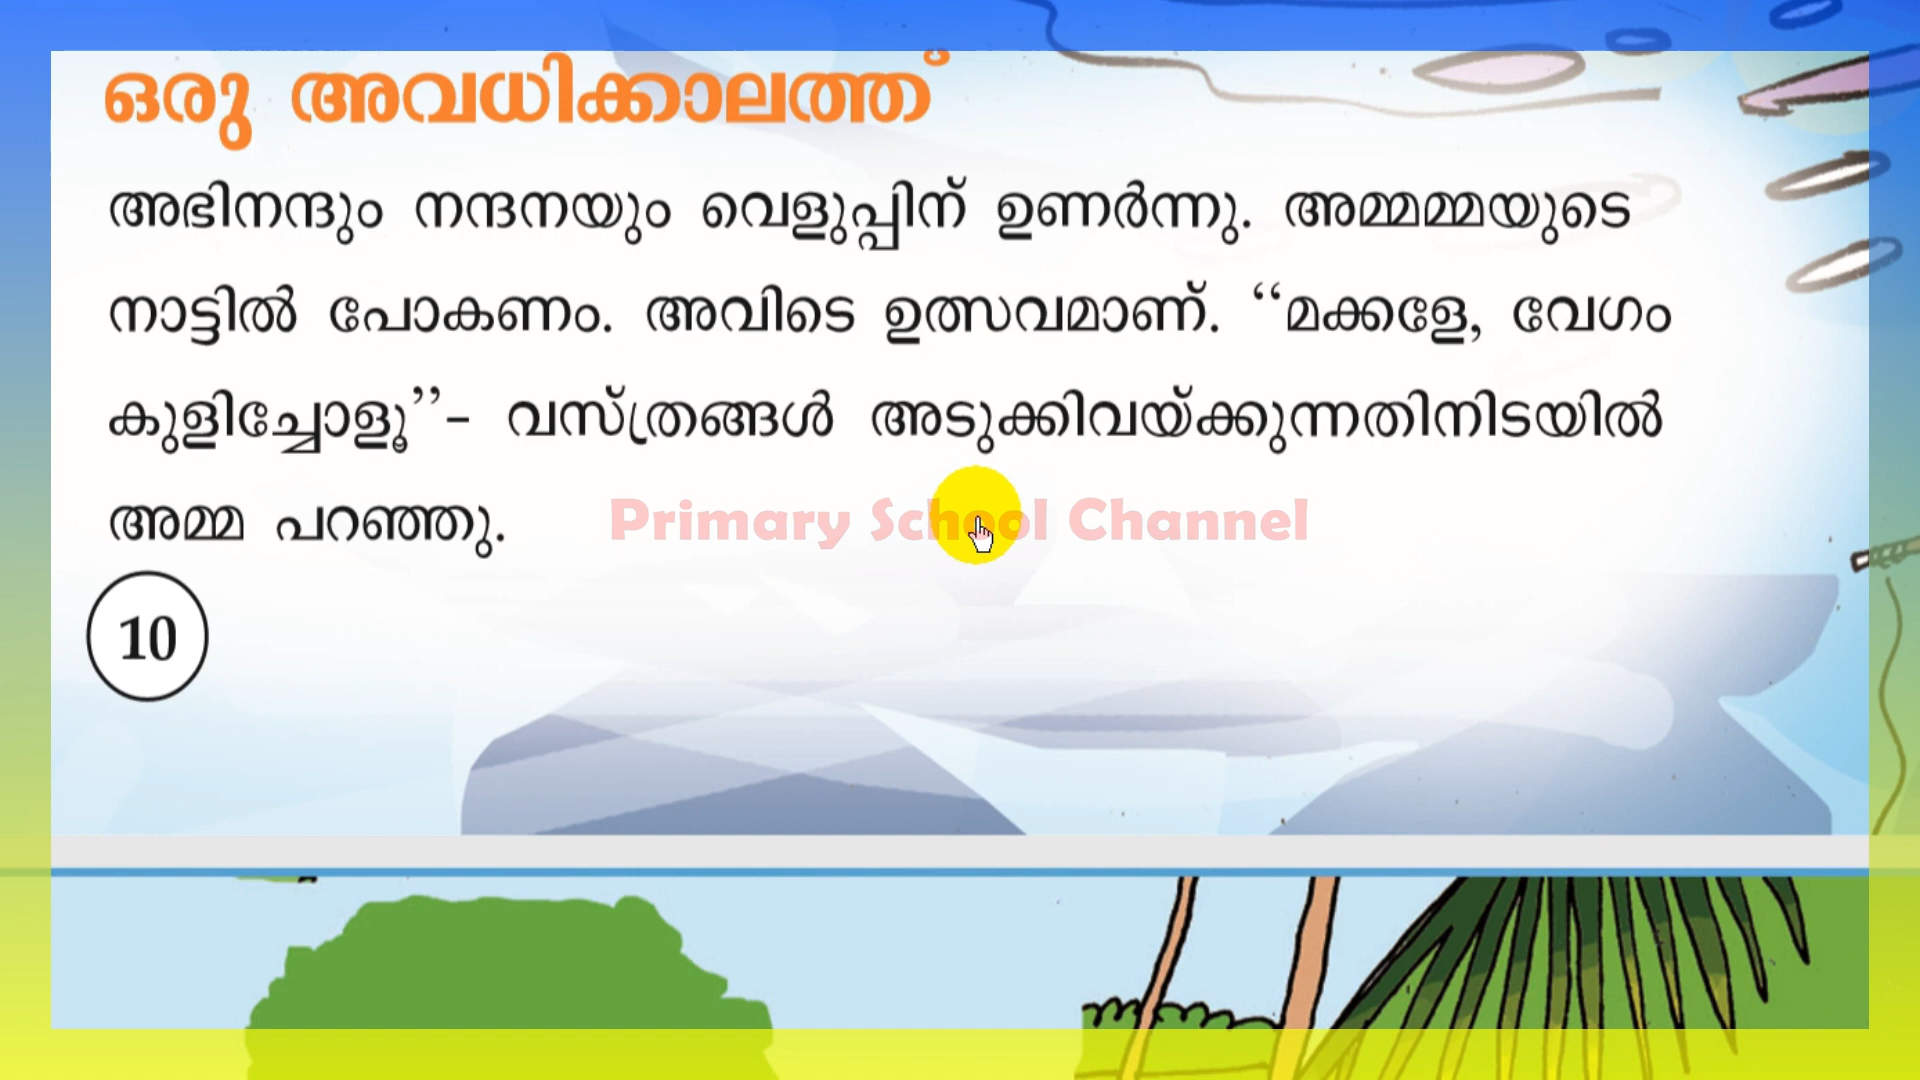 ഒരു അവധിക്കാലത്ത്
അഭിനന്ദും നന്ദനയും വെളുപ്പിന് ഉണർന്നു. അമ്മമ്മയുടെ
നാട്ടിൽ പോകണം. അവിടെ ഉത്സവമാണ്. “മക്കളേ, വേഗം
കുളിച്ചോളൂ”- വസ്ത്രങ്ങൾ അടുക്കിവയ്ക്കുന്നതിനിടയിൽ
അമ്മ പറഞ്ഞു.
Primary School Channel
10